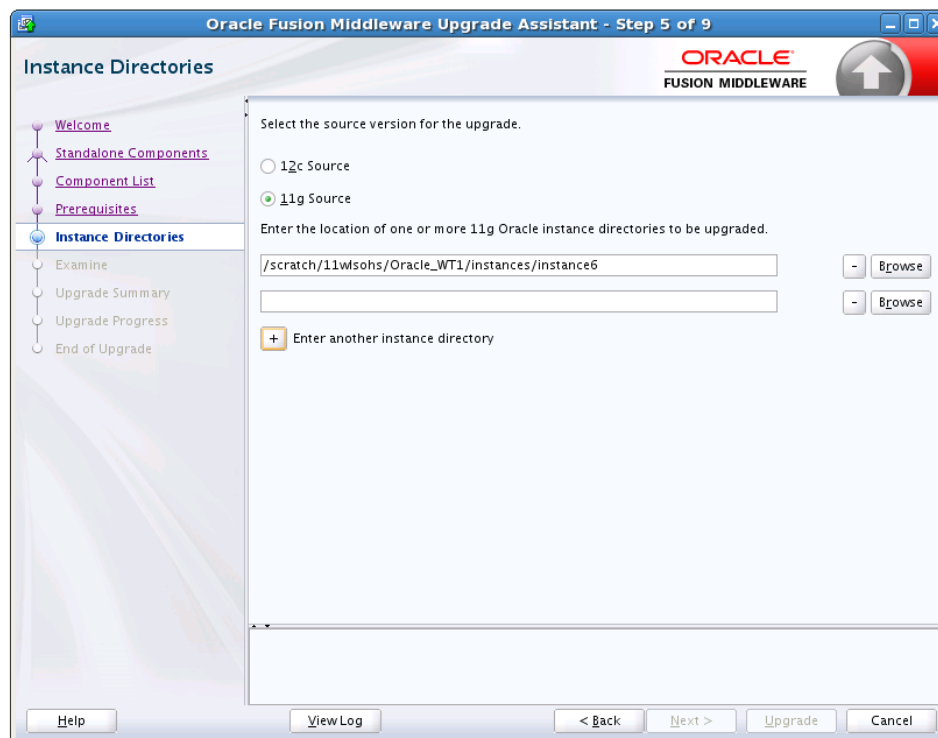 Oracle Fusion Middleware Upgrade Assistant - Step 5 of 9
Instance Directories
ORACLE
FUSION MIDDLEWARE
Welcome
Standalone Components
Component List
Prerequisites
Instance Directories
Examine
Upgrade Summary
Upgrade Progress
End of Upgrade
Select the source version for the upgrade.
12c Source
11g Source
Enter the location of one or more 11g Oracle instance directories to be upgraded.
/scratch/11wlsohs/Oracle_WT1/instances/instance6
- Browse
- Browse
+ Enter another instance directory
Help View Log < Back Next > Upgrade Cancel